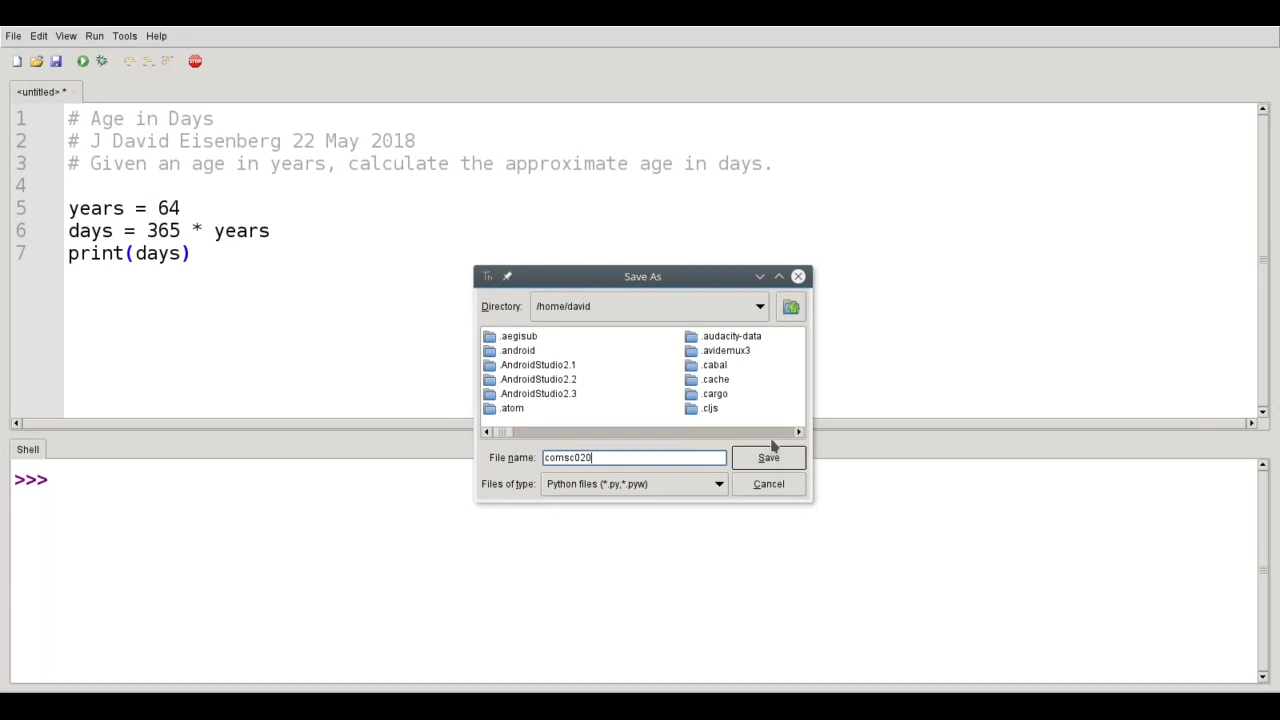 File Edit View Run Tools Help
STOP
<untitled> *
1 # Age in Days
2 # J David Eisenberg 22 May 2018
3 # Given an age in years, calculate the approximate age in days.
4
5 years = 64
6 days = 365 * years
7 print(days)
Th Save As
Directory: /home/david
.aegisub .audacity-data
.android .avidemux3
.AndroidStudio2.1 .cabal
.AndroidStudio2.2 .cache
.AndroidStudio2.3 .cargo
.atom .cljs
File name: comsc020 Save
Files of type: Python files (*.py,*.pyw) Cancel
Shell
>>>